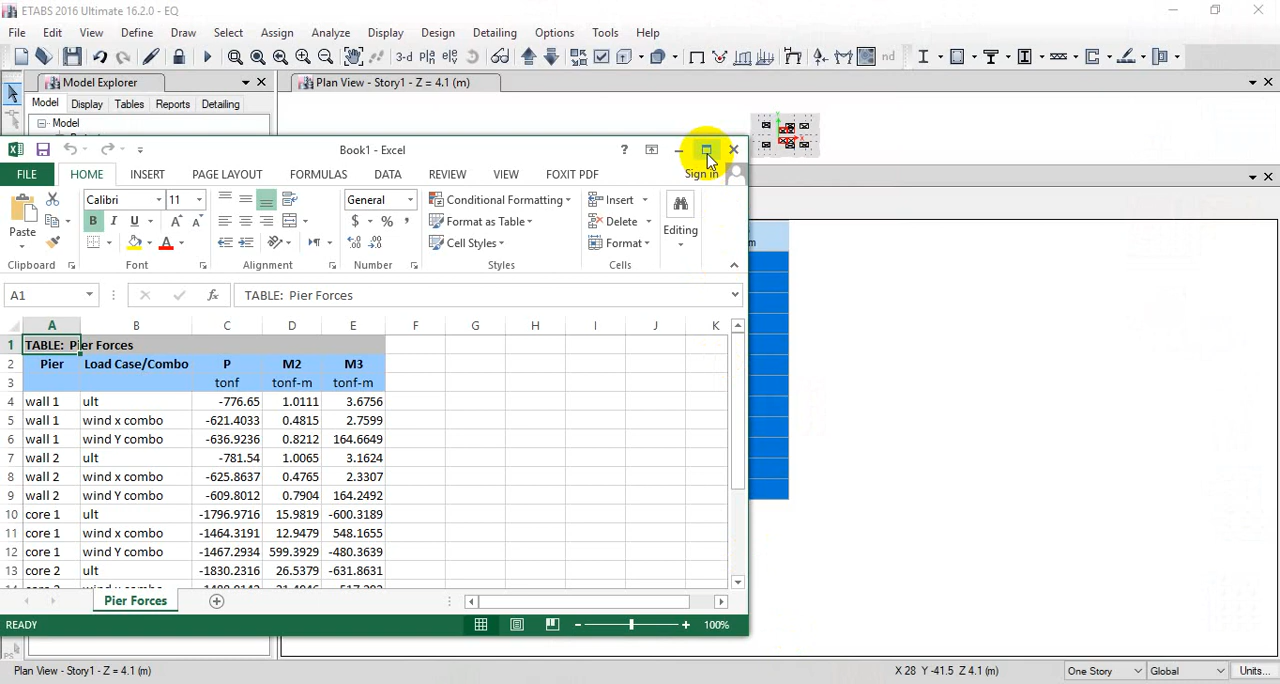 ETABS 2016 Ultimate 16.2.0 - EQ
File Edit View Define Draw Select Assign Analyze Display Design Detailing Options Tools Help
3-d nd
Model Explorer
Plan View - Story1 - Z = 4.1 (m)
Model Display Tables Reports Detailing
Model
Book1 - Excel
FILE HOME INSERT PAGE LAYOUT FORMULAS DATA REVIEW VIEW FOXIT PDF Sign in
Paste
Calibri 11
General
Conditional Formatting
Format as Table
Cell Styles
Insert
Delete
Format
Editing
Clipboard Font Alignment Number Styles Cells
A1 fx TABLE: Pier Forces
A B C D E F G H I J K
1 TABLE: Pier Forces
2 Pier Load Case/Combo P M2 M3
3 tonf tonf-m tonf-m
4 wall 1 ult -776.65 1.0111 3.6756
5 wall 1 wind x combo -621.4033 0.4815 2.7599
6 wall 1 wind Y combo -636.9236 0.8212 164.6649
7 wall 2 ult -781.54 1.0065 3.1624
8 wall 2 wind x combo -625.8637 0.4765 2.3307
9 wall 2 wind Y combo -609.8012 0.7904 164.2492
10 core 1 ult -1796.9716 15.9819 -600.3189
11 core 1 wind x combo -1464.3191 12.9479 548.1655
12 core 1 wind Y combo -1467.2934 599.3929 -480.3639
13 core 2 ult -1830.2316 26.5379 -631.8631
Pier Forces
READY 100%
Plan View - Story1 - Z = 4.1 (m) X 28 Y -41.5 Z 4.1 (m) One Story Global Units...